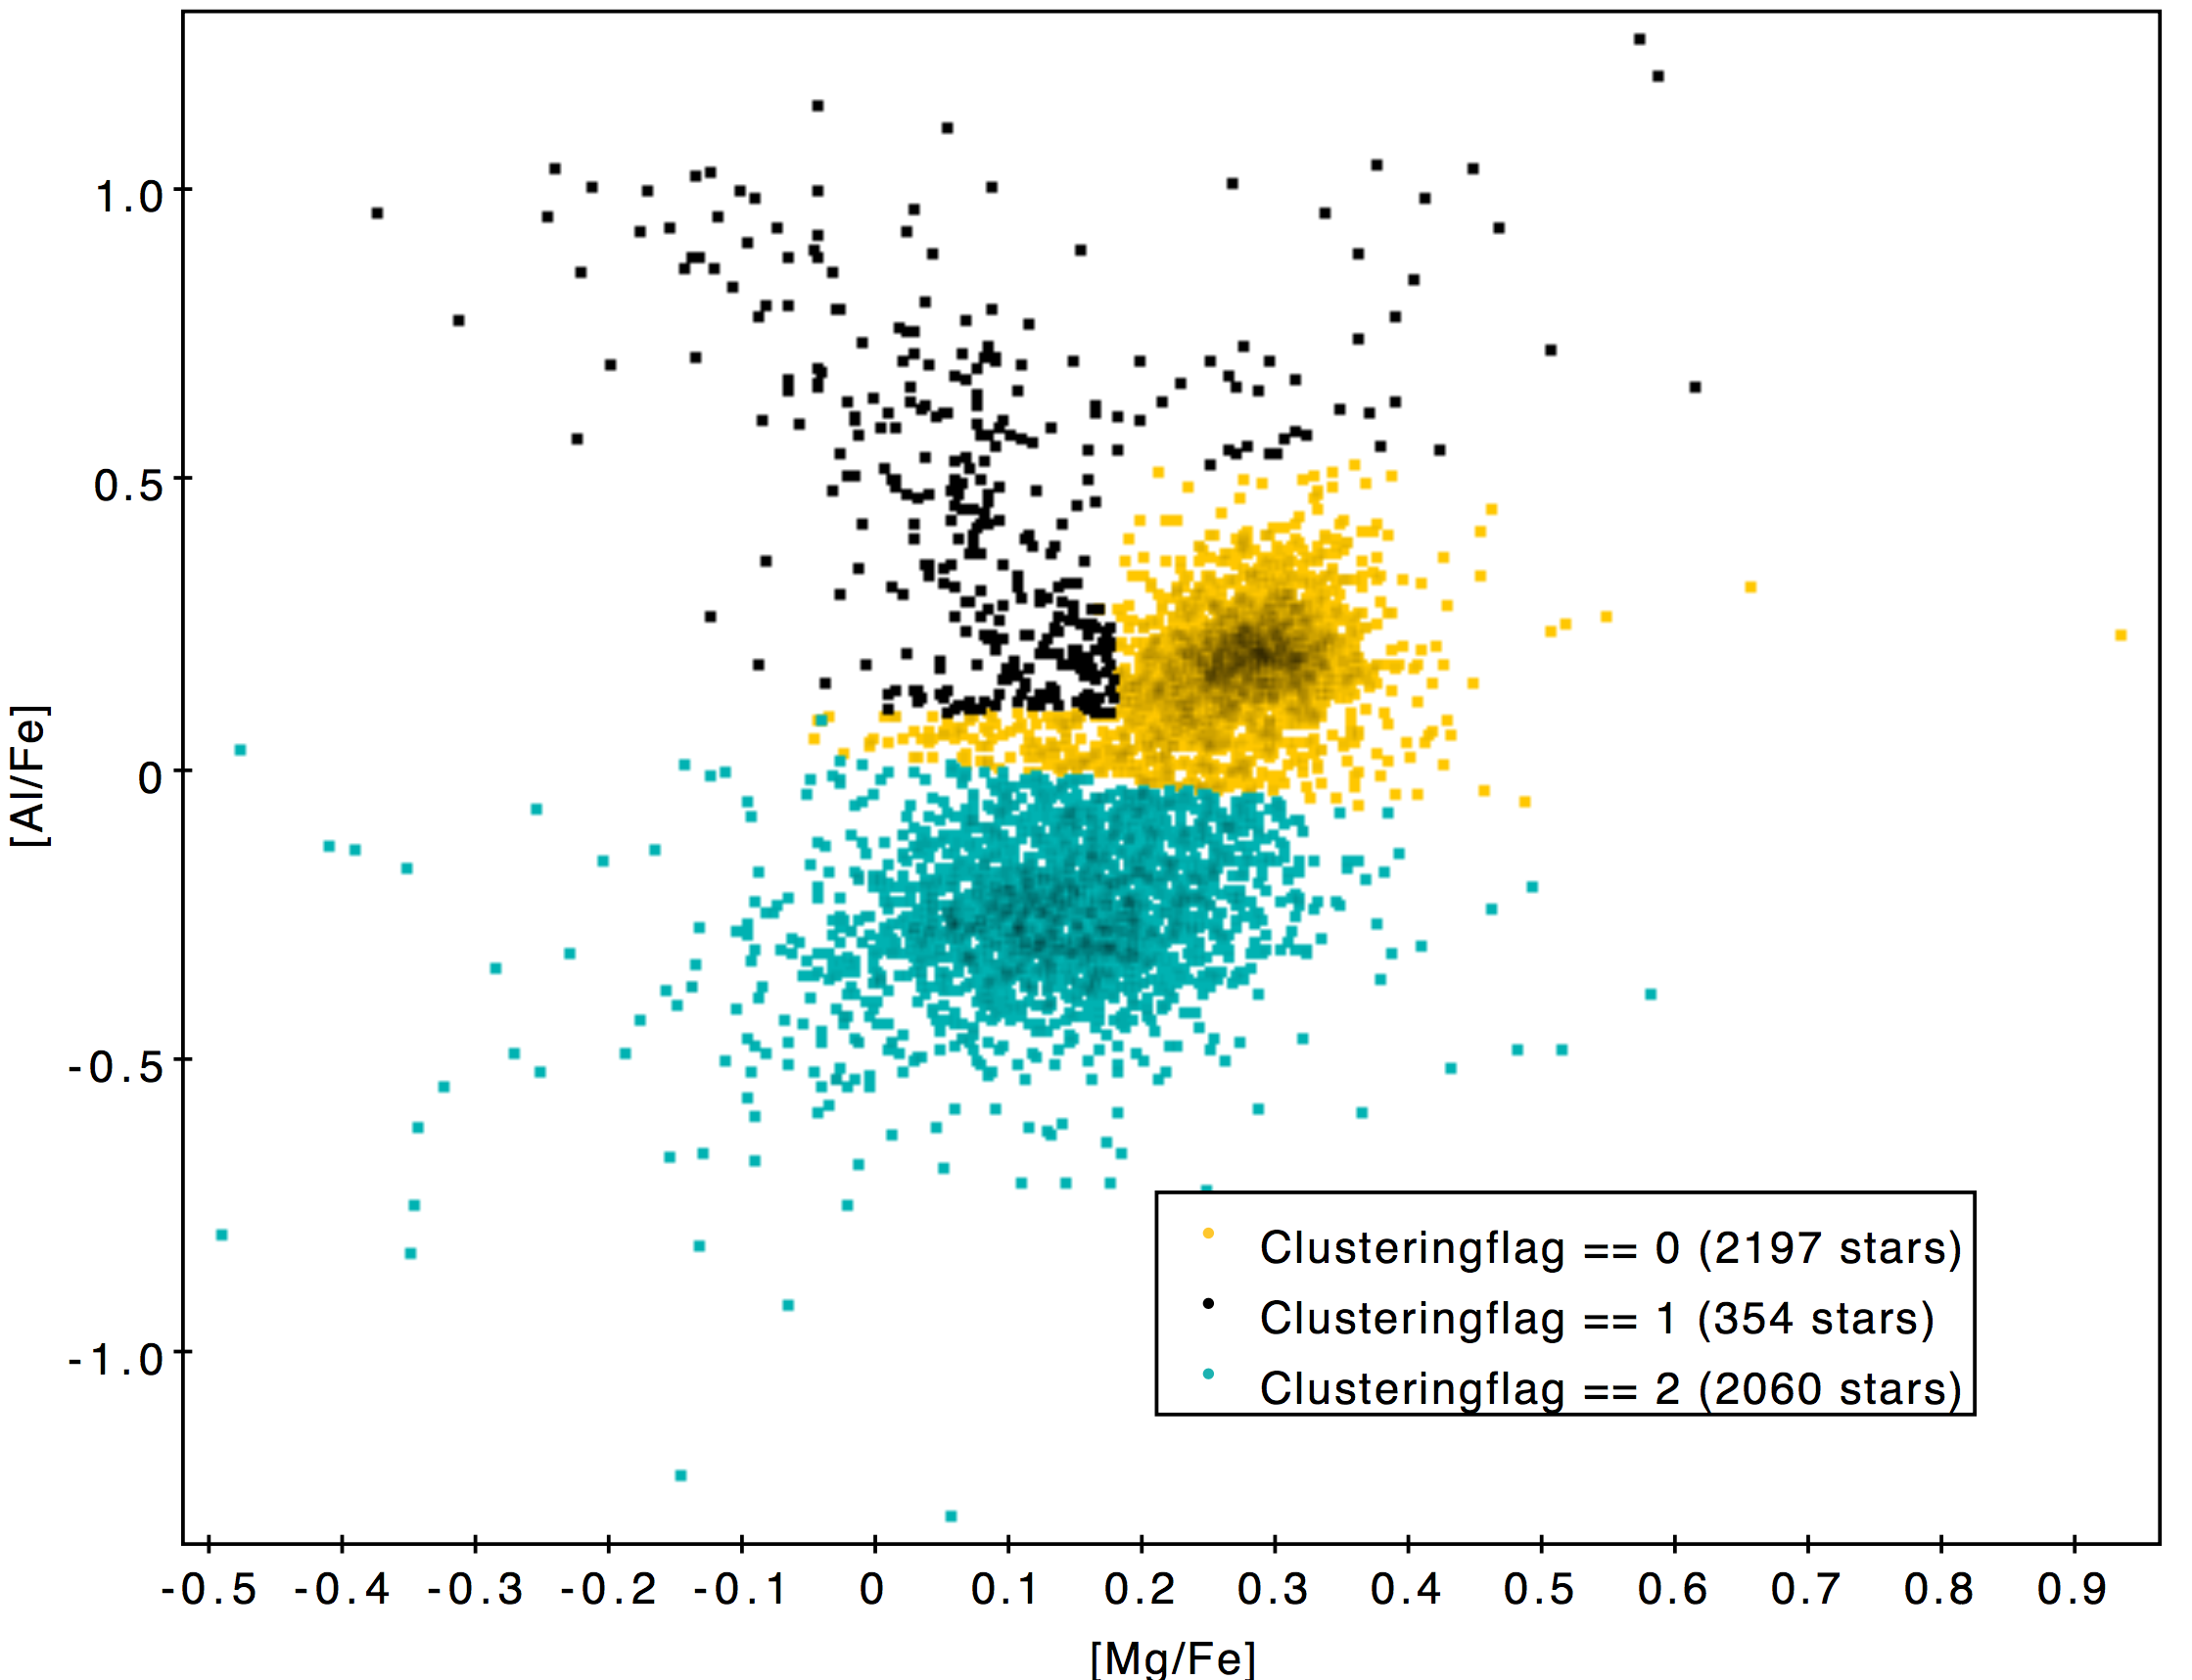 1.0
0.5
0
-0.5
-1.0
[Al/Fe]
Clusteringflag == 0 (2197 stars)
Clusteringflag == 1 (354 stars)
Clusteringflag == 2 (2060 stars)
-0.5 -0.4 -0.3 -0.2 -0.1 0 0.1 0.2 0.3 0.4 0.5 0.6 0.7 0.8 0.9
[Mg/Fe]